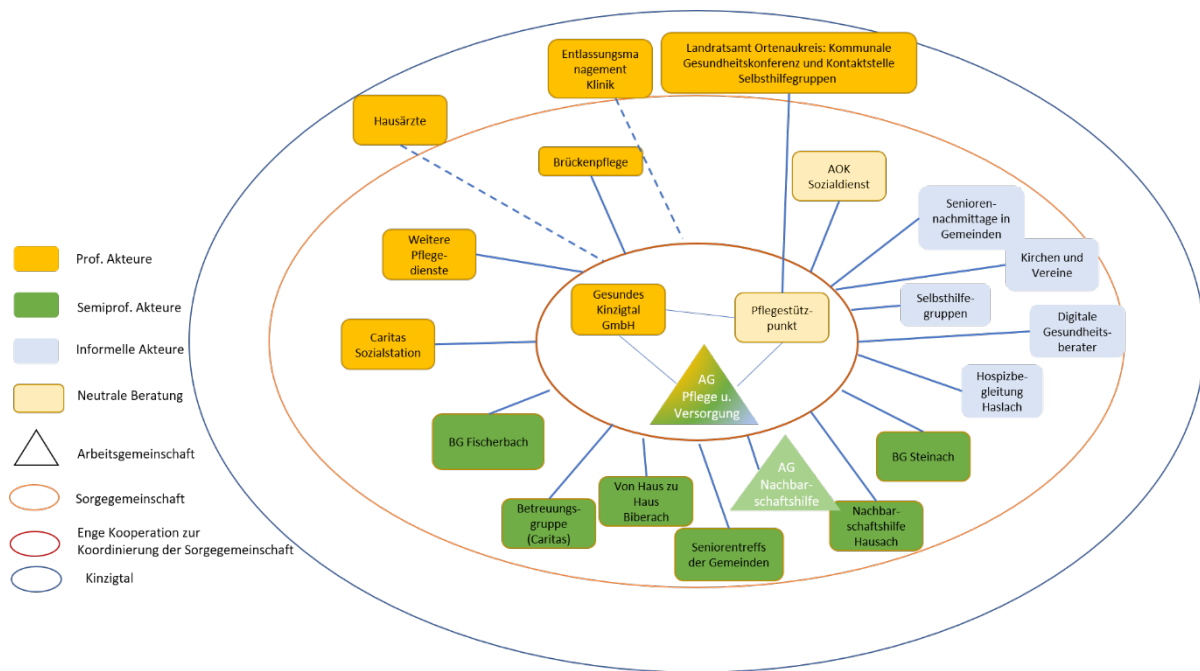 Landratsamt Ortenaukreis: Kommunale
Gesundheitskonferenz und Kontaktstelle
Selbsthilfegruppen
Entlassungsma
nagement
Klinik
Hausärzte
Brückenpflege
AOK
Sozialdienst
Senioren-
nachmittage in
Gemeinden
Weitere
Pflege-
dienste
Kirchen und
Vereine
Gesundes
Kinzigtal
GmbH
Pflegestütz-
punkt
Selbsthilfe-
gruppen
Digitale
Gesundheits-
berater
Caritas
Sozialstation
AG
Pflege u.
Versorgung
Hospizbe-
gleitung
Haslach
BG Fischerbach
BG Steinach
AG
Nachbar-
schaftshilfe
Betreuungs-
gruppe
(Caritas)
Von Haus zu
Haus
Biberach
Seniorentreffs
der Gemeinden
Nachbar-
schaftshilfe
Hausach
Prof. Akteure
Semiprof. Akteure
Informelle Akteure
Neutrale Beratung
Arbeitsgemeinschaft
Sorgegemeinschaft
Enge Kooperation zur
Koordinierung der Sorgegemeinschaft
Kinzigtal